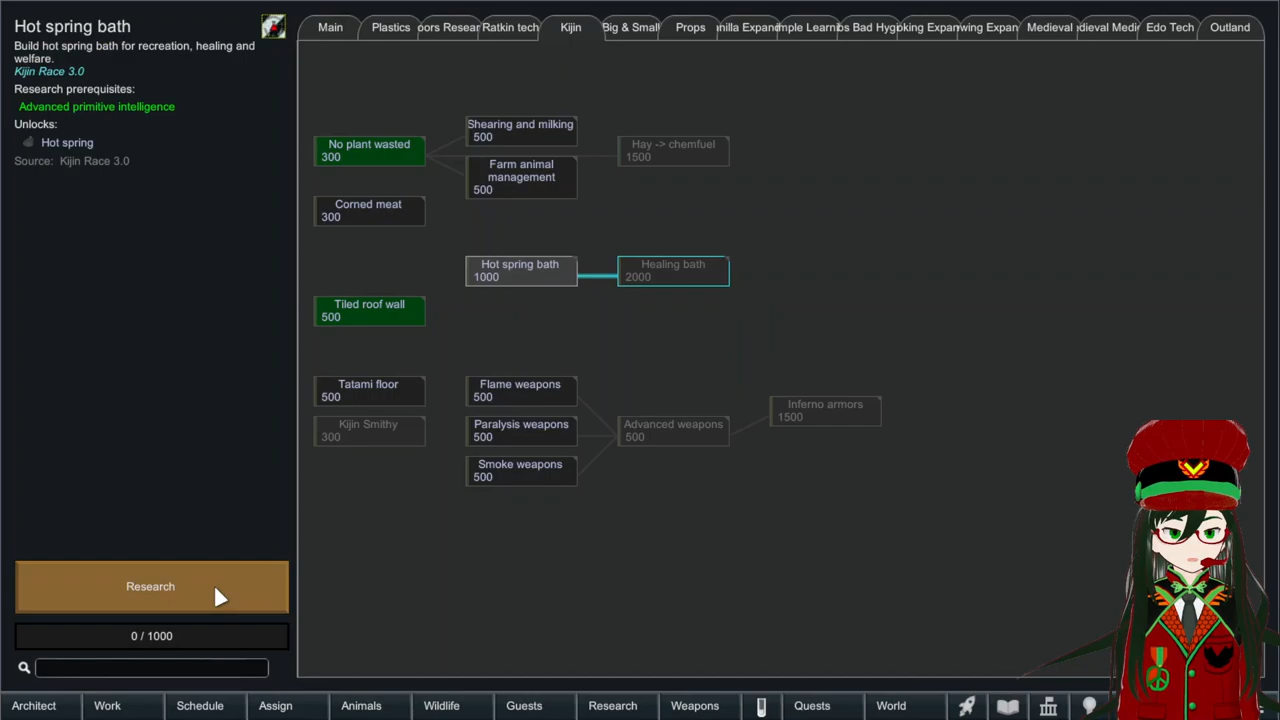 Hot spring bath
Build hot spring bath for recreation, healing and
welfare.
Kijin Race 3.0
Research prerequisites:
Advanced primitive intelligence
Unlocks:
Hot spring
Source: Kijin Race 3.0
Research
0 / 1000
Main
Plastics
oors Resear
Ratkin tech
Kijin
Big & Small
Props
anilla Expand
mple Learni
os Bad Hygi
oking Expan
wing Expan
Medieval
edieval Medi
Edo Tech
Outland
No plant wasted
300
Shearing and milking
500
Farm animal
management
500
Hay -> chemfuel
1500
Corned meat
300
Hot spring bath
1000
Healing bath
2000
Tiled roof wall
500
Tatami floor
500
Kijin Smithy
300
Flame weapons
500
Paralysis weapons
500
Smoke weapons
500
Advanced weapons
500
Inferno armors
1500
Architect
Work
Schedule
Assign
Animals
Wildlife
Guests
Research
Weapons
Quests
World